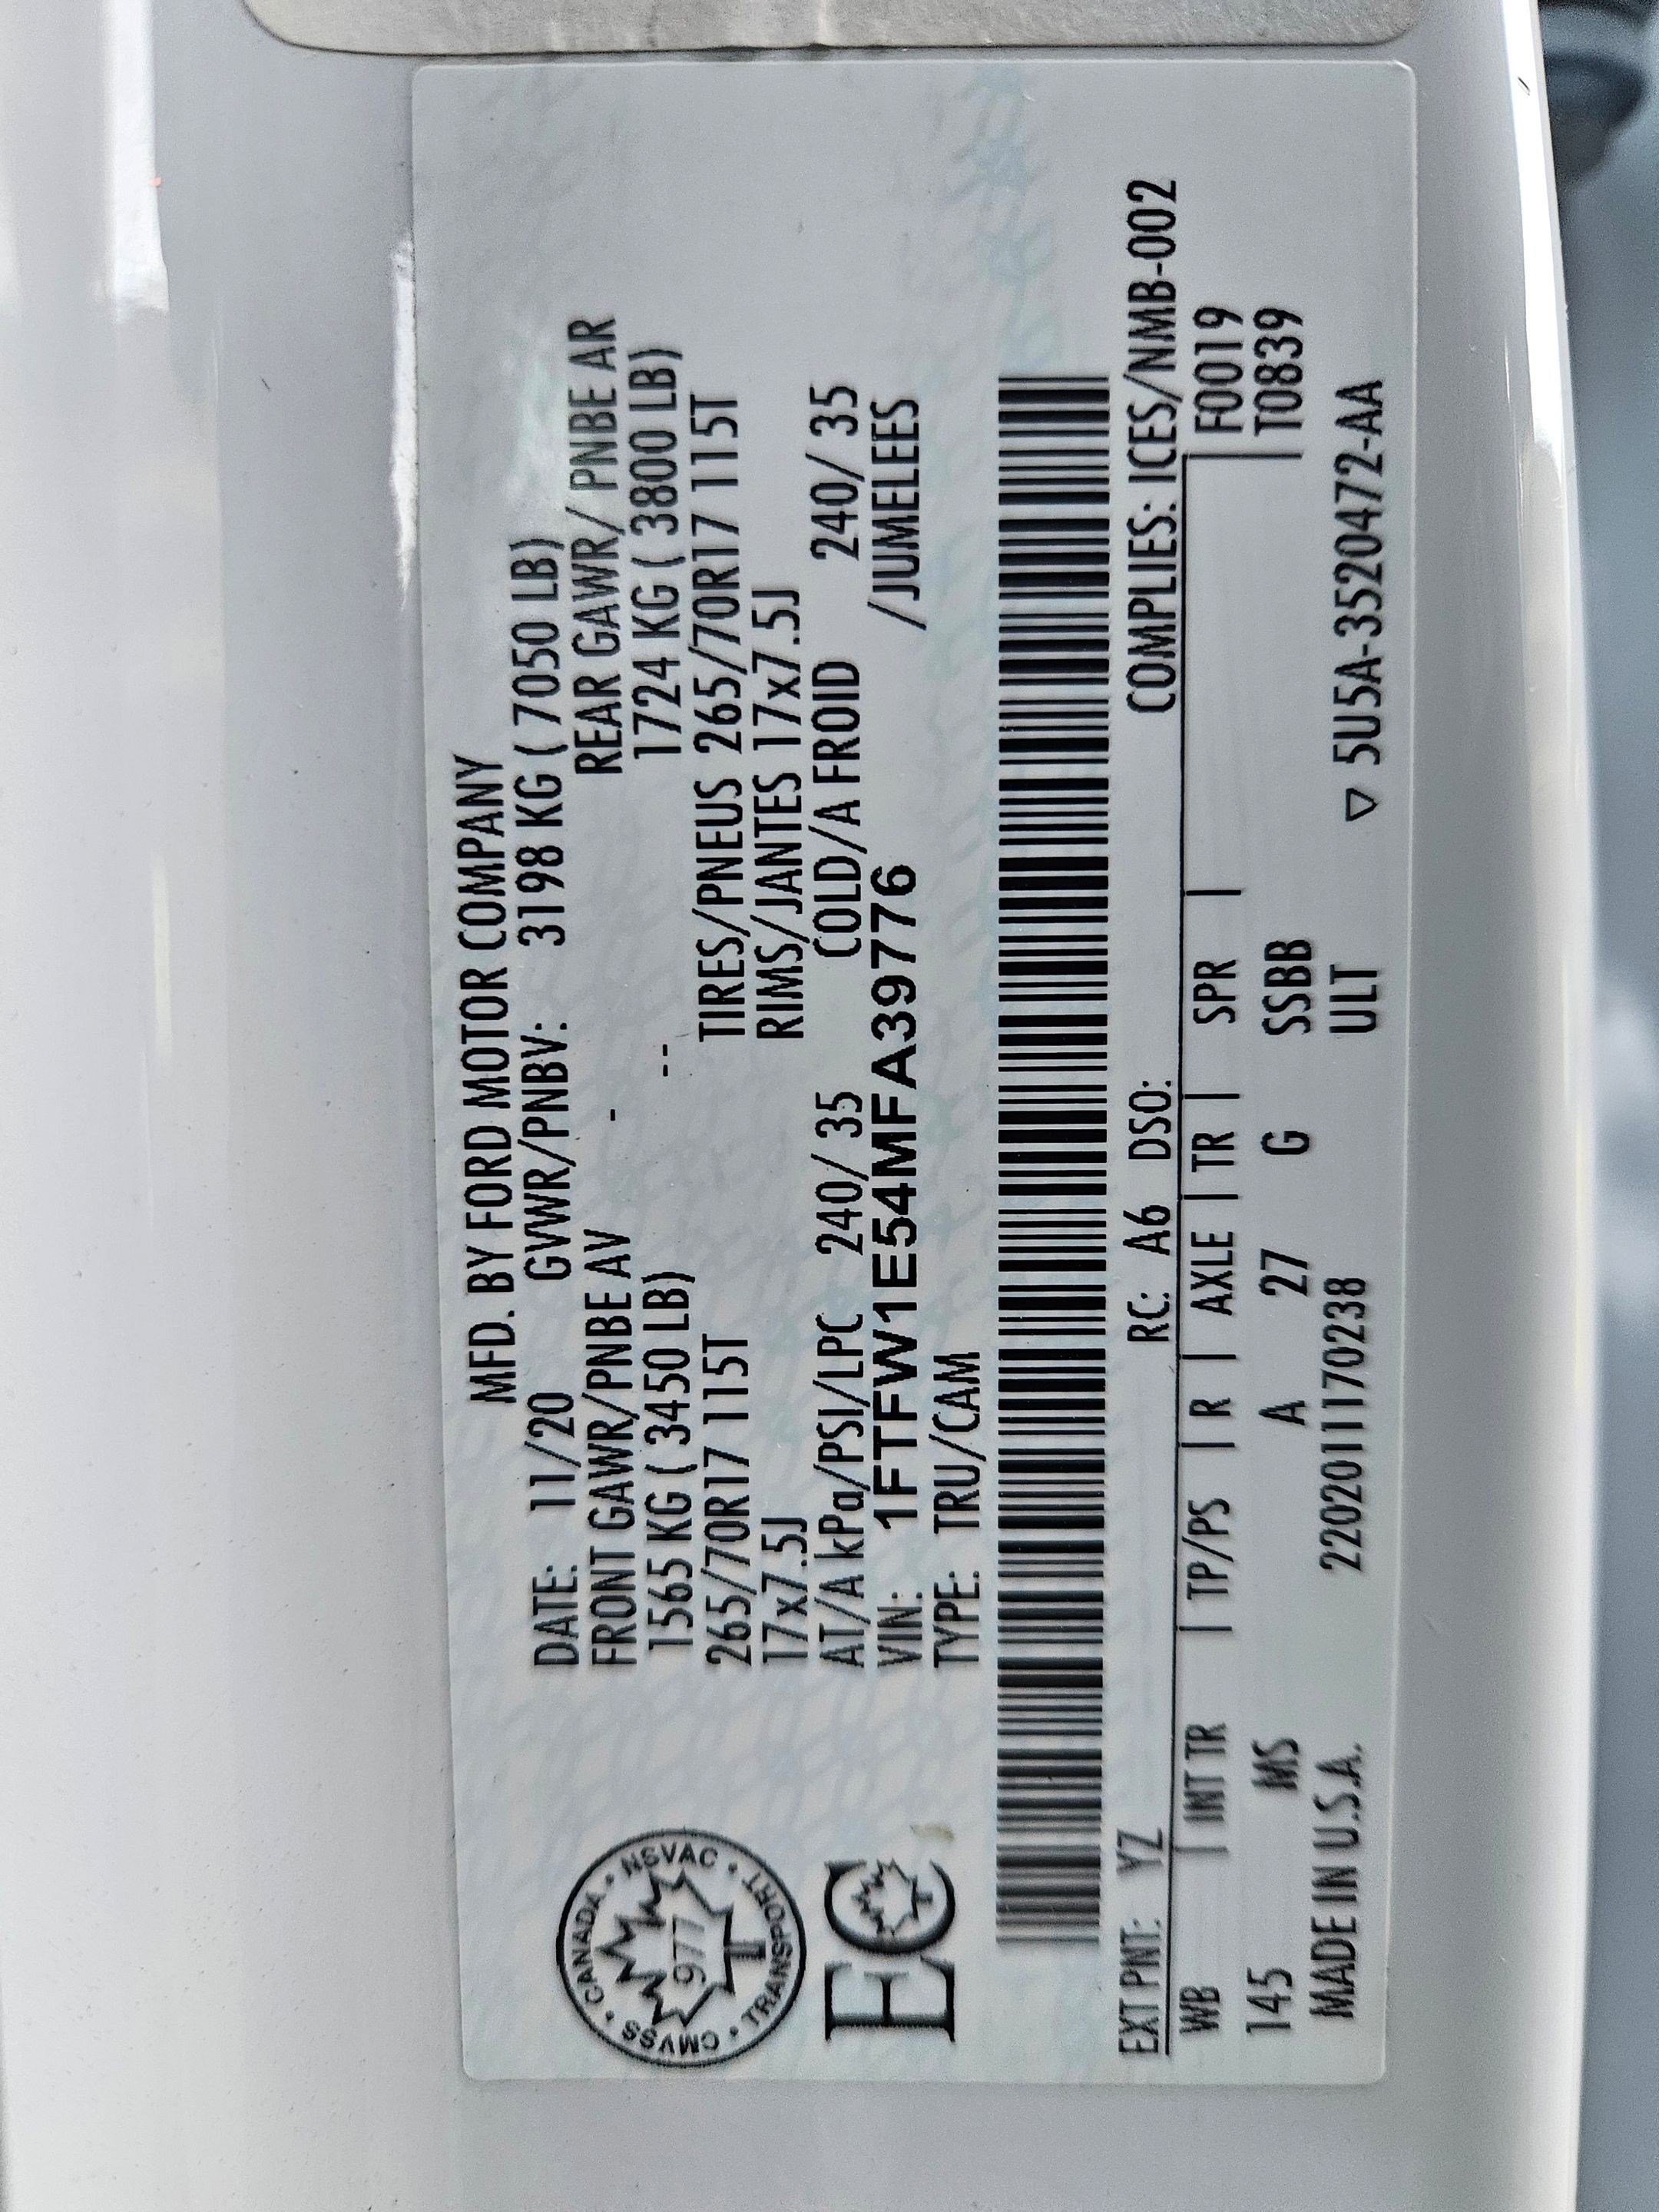 MFD. BY FORD MOTOR COMPANY
DATE: 11/20 GVWR/PNBV: 3198 KG ( 7050 LB)
FRONT GAWR/PNBE AV - REAR GAWR/ PNBE AR
1565 KG ( 3450 LB) -- 1724 KG ( 3800 LB)
265/70R17 115T TIRES/PNEUS 265/70R17 115T
17x7.5J RIMS/JANTES 17x7.5J
AT/A kPa/PSI/LPC 240/ 35 COLD/A FROID 240/ 35
VIN: 1FTFW1E54MFA39776 /JUMELEES
TYPE: TRU/CAM
CANADA • NSVAC • TRANSPORT • CMVSS •
977
T
EC
EXT PNT: YZ RC: A6 DSO: COMPLIES: ICES/NMB-002
WB | INT TR | TP/PS | R | AXLE | TR | SPR | F0019
145 MS A 27 G SSBB T0839
MADE IN U.S.A. 2202011170238 ULT ▽ 5U5A-3520472-AA